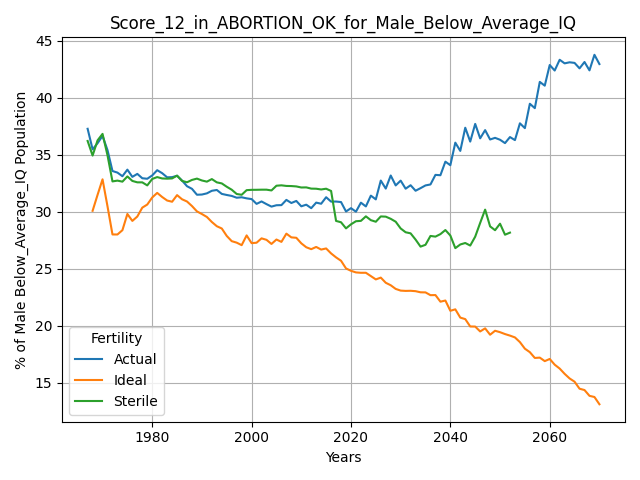 Score_12_in_ABORTION_OK_for_Male_Below_Average_IQ
% of Male Below_Average_IQ Population
45
40
35
30
25
20
15
Fertility
Actual
Ideal
Sterile
1980 2000 2020 2040 2060
Years